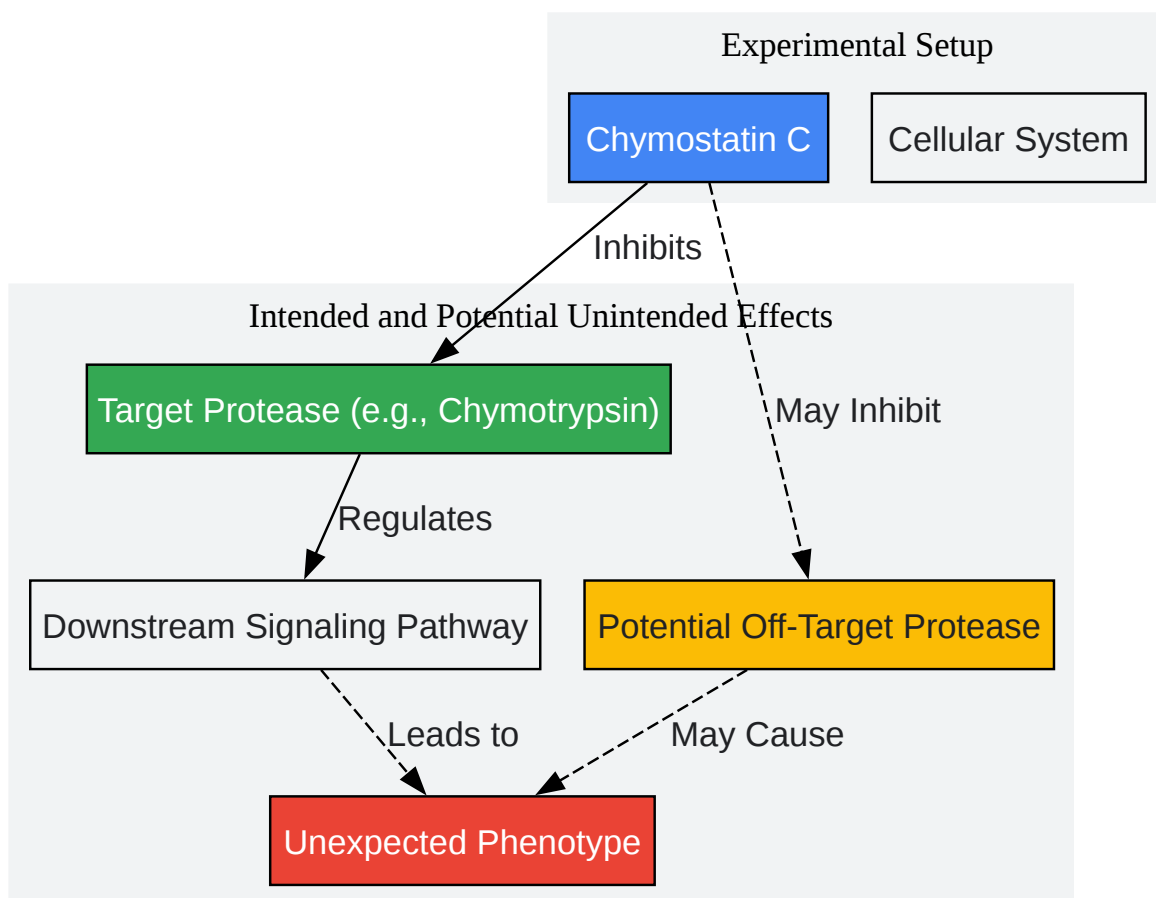 Experimental Setup
Chymostatin C
Cellular System
Inhibits
Intended and Potential Unintended Effects
Target Protease (e.g., Chymotrypsin)
May Inhibit
Regulates
Downstream Signaling Pathway
Potential Off-Target Protease
Leads to
May Cause
Unexpected Phenotype